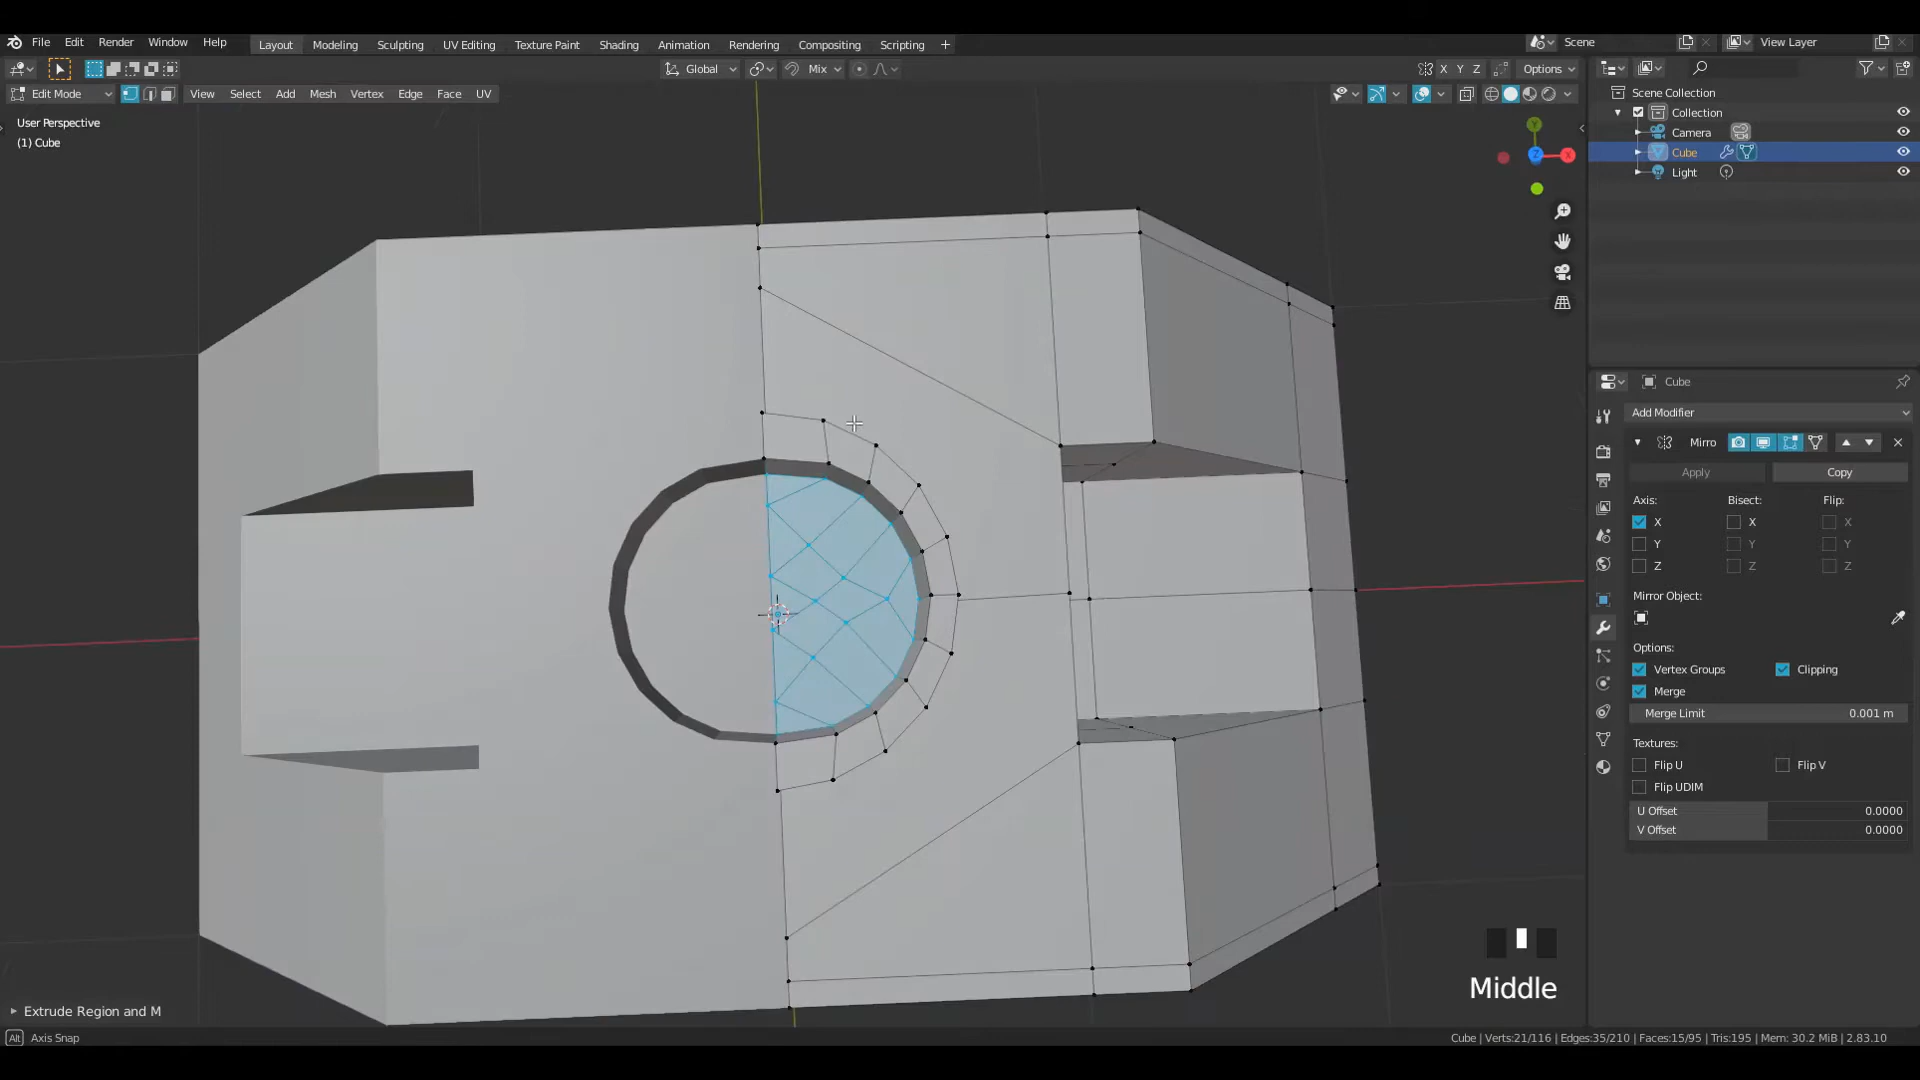 File Edit Render Window Help Layout Modeling Sculpting UV Editing Texture Paint Shading Animation Rendering Compositing Scripting + Scene View Layer
Global Mix X Y Z Options
Edit Mode View Select Add Mesh Vertex Edge Face UV
User Perspective
(1) Cube
Y
Z
X
Scene Collection
Collection
Camera
Cube
Light
Cube
Add Modifier
Mirro
Apply Copy
Axis: Bisect: Flip:
X X X
Y Y Y
Z Z Z
Mirror Object:
Options:
Vertex Groups Clipping
Merge
Merge Limit 0.001 m
Textures:
Flip U Flip V
Flip UDIM
U Offset 0.0000
V Offset 0.0000
Middle
Extrude Region and M
Alt Axis Snap
Cube | Verts:21/116 | Edges:35/210 | Faces:15/95 | Tris:195 | Mem: 30.2 MiB | 2.83.10